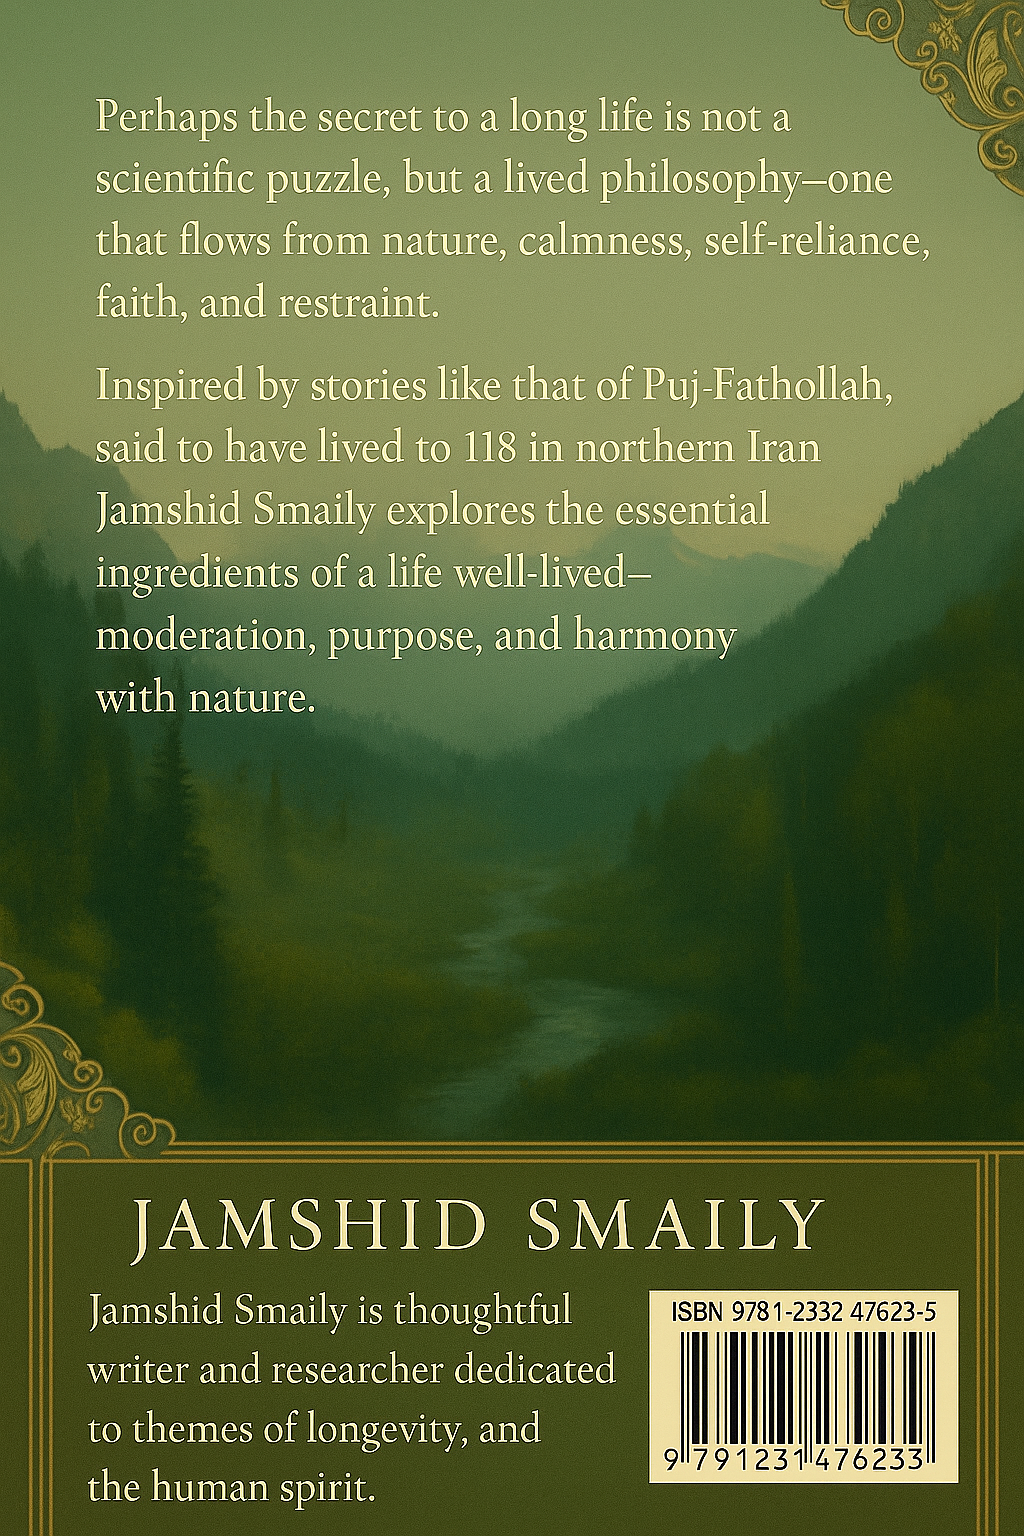 Perhaps the secret to a long life is not a
scientific puzzle, but a lived philosophy—one
that flows from nature, calmness, self-reliance,
faith, and restraint.
Inspired by stories like that of Puj-Fathollah,
said to have lived to 118 in northern Iran
Jamshid Smaily explores the essential
ingredients of a life well-lived—
moderation, purpose, and harmony
with nature.
JAMSHID SMAILY
Jamshid Smaily is thoughtful
writer and researcher dedicated
to themes of longevity, and
the human spirit.
ISBN 9781-2332 47623-5
9 791231 476233